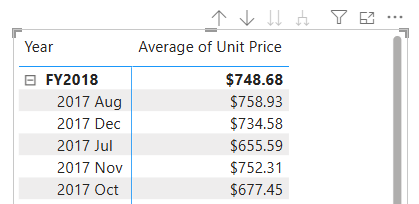 Year Average of Unit Price
FY2018 $748.68
2017 Aug $758.93
2017 Dec $734.58
2017 Jul $655.59
2017 Nov $752.31
2017 Oct $677.45